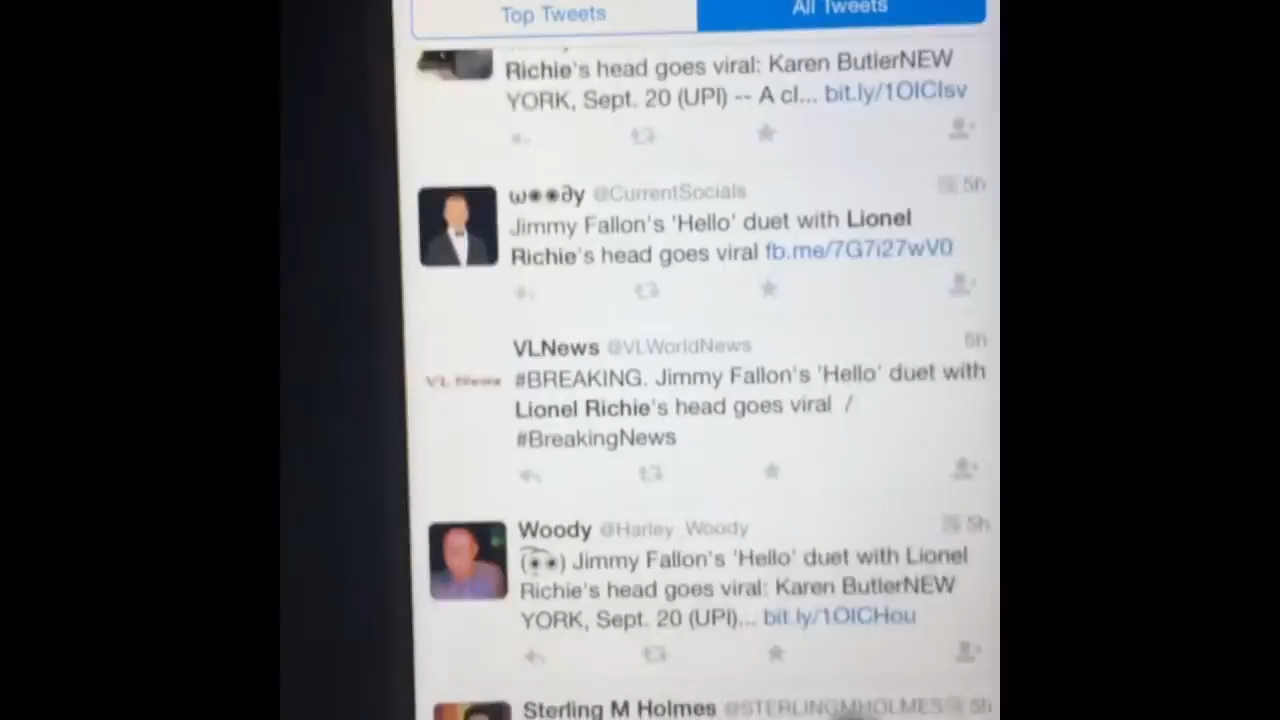 Top Tweets
All Tweets
Richie's head goes viral: Karen ButlerNEW
YORK, Sept. 20 (UPI) -- A cl... bit.ly/1OICIsv
ω◉◉∂y @CurrentSocials 5h
Jimmy Fallon's 'Hello' duet with Lionel
Richie's head goes viral fb.me/7G7i27wV0
VLNews @VLWorldNews 5h
VL News
#BREAKING. Jimmy Fallon's 'Hello' duet with
Lionel Richie's head goes viral /
#BreakingNews
Woody @Harley_Woody 5h
Jimmy Fallon's 'Hello' duet with Lionel
Richie's head goes viral: Karen ButlerNEW
YORK, Sept. 20 (UPI)... bit.ly/1OICHou
Sterling M Holmes @STERLINGMHOLMES 5h